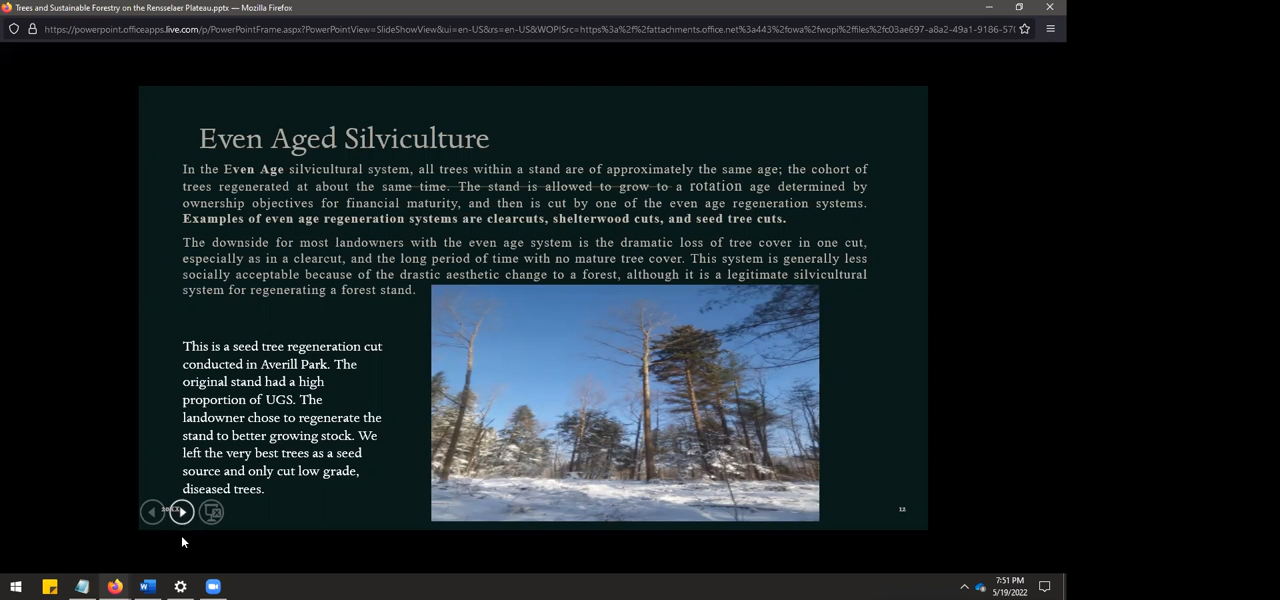 Trees and Sustainable Forestry on the Rensselaer Plateau.pptx — Mozilla Firefox
https://powerpoint.officeapps.live.com/p/PowerPointFrame.aspx?PowerPointView=SlideShowView&ui=en-US&rs=en-US&WOPISrc=https%3a%2f%2fattachments.office.net%3a443%2fowa%2fwopi%2ffiles%2fc03ae697-a8a2-49a1-9186-570
Even Aged Silviculture
In the Even Age silvicultural system, all trees within a stand are of approximately the same age; the cohort of
trees regenerated at about the same time. The stand is allowed to grow to a rotation age determined by
ownership objectives for financial maturity, and then is cut by one of the even age regeneration systems.
Examples of even age regeneration systems are clearcuts, shelterwood cuts, and seed tree cuts.
The downside for most landowners with the even age system is the dramatic loss of tree cover in one cut,
especially as in a clearcut, and the long period of time with no mature tree cover. This system is generally less
socially acceptable because of the drastic aesthetic change to a forest, although it is a legitimate silvicultural
system for regenerating a forest stand.
This is a seed tree regeneration cut
conducted in Averill Park. The
original stand had a high
proportion of UGS. The
landowner chose to regenerate the
stand to better growing stock. We
left the very best trees as a seed
source and only cut low grade,
diseased trees.
12
7:51 PM
5/19/2022